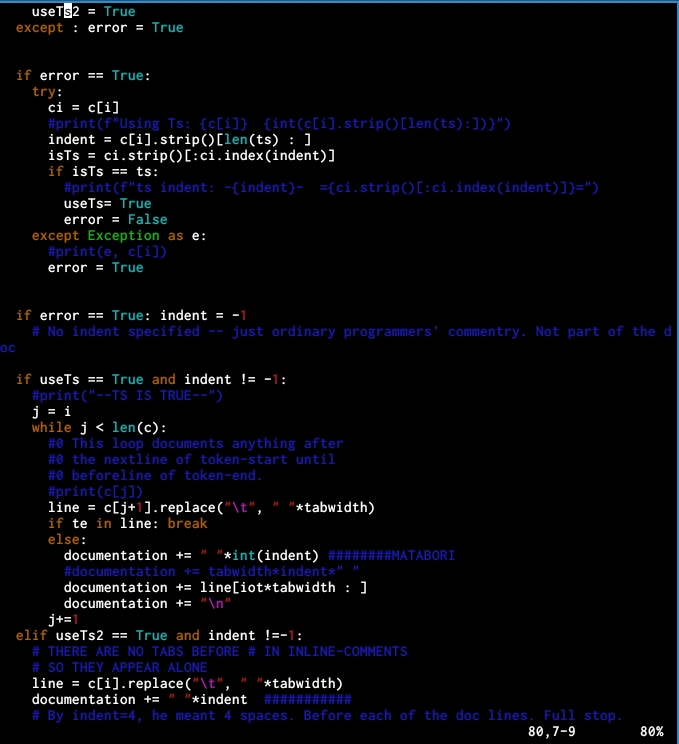 useTs2 = True
  except : error = True


  if error == True:
    try:
      ci = c[i]
      #print(f"Using Ts: {c[i]}  {int(c[i].strip()[len(ts):])}")
      indent = c[i].strip()[len(ts) : ]
      isTs = ci.strip()[:ci.index(indent)]
      if isTs == ts:
        #print(f"ts indent: -{indent}-  ={ci.strip()[:ci.index(indent)]}=")
        useTs= True
        error = False
    except Exception as e:
      #print(e, c[i])
      error = True


  if error == True: indent = -1
    # No indent specified -- just ordinary programmers' commentry. Not part of the d
oc

  if useTs == True and indent != -1:
    #print("--TS IS TRUE--")
    j = i
    while j < len(c):
      #0 This loop documents anything after
      #0 the nextline of token-start until
      #0 beforeline of token-end.
      #print(c[j])
      line = c[j+1].replace("\t", " "*tabwidth)
      if te in line: break
      else:
        documentation += " "*int(indent) ########MATABORI
        #documentation += tabwidth*indent*" "
        documentation += line[iot*tabwidth : ]
        documentation += "\n"
      j+=1
  elif useTs2 == True and indent !=-1:
    # THERE ARE NO TABS BEFORE # IN INLINE-COMMENTS
    # SO THEY APPEAR ALONE
    line = c[i].replace("\t", " "*tabwidth)
    documentation += " "*indent  ###########
    # By indent=4, he meant 4 spaces. Before each of the doc lines. Full stop.
80,7-9        80%